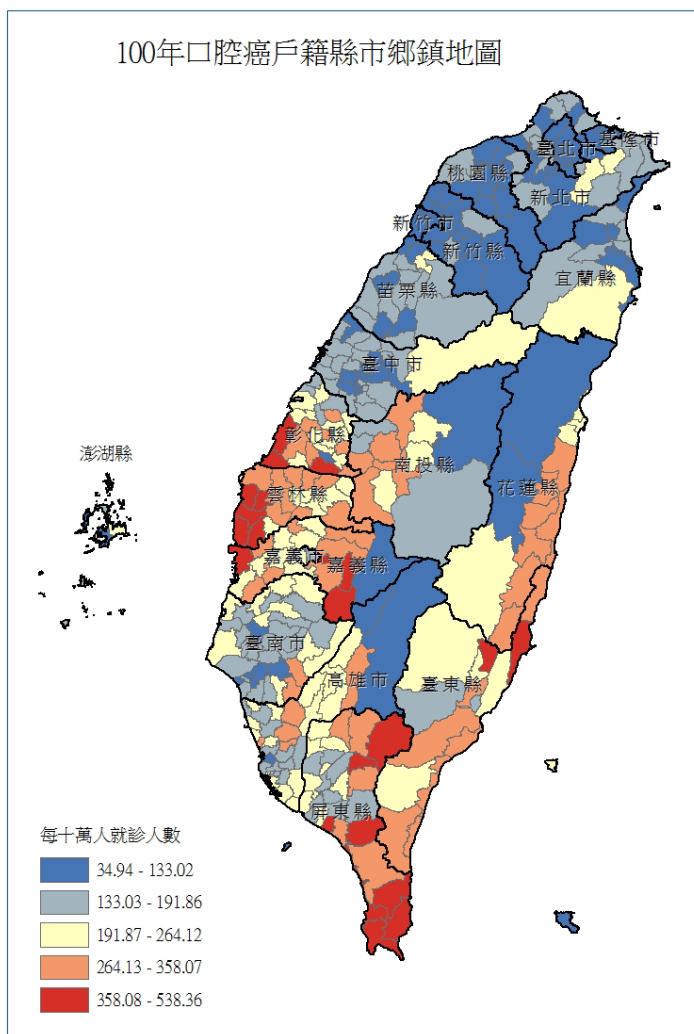 100年口腔癌戶籍縣市鄉鎮地圖
基隆市
臺北市
桃園縣
新北市
新竹市
新竹縣
宜蘭縣
苗栗縣
臺中市
彰化縣
澎湖縣
南投縣
花蓮縣
雲林縣
嘉義市
嘉義縣
臺南市
高雄市
臺東縣
屏東縣
每十萬人就診人數
34.94 - 133.02
133.03 - 191.86
191.87 - 264.12
264.13 - 358.07
358.08 - 538.36